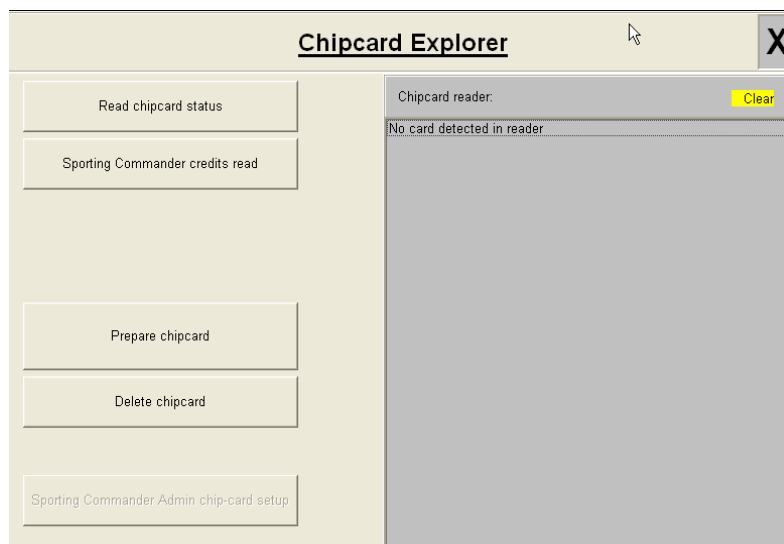 Chipcard Explorer
X
Read chipcard status
Sporting Commander credits read
Prepare chipcard
Delete chipcard
Sporting Commander Admin chip-card setup
Chipcard reader:
Clear
No card detected in reader